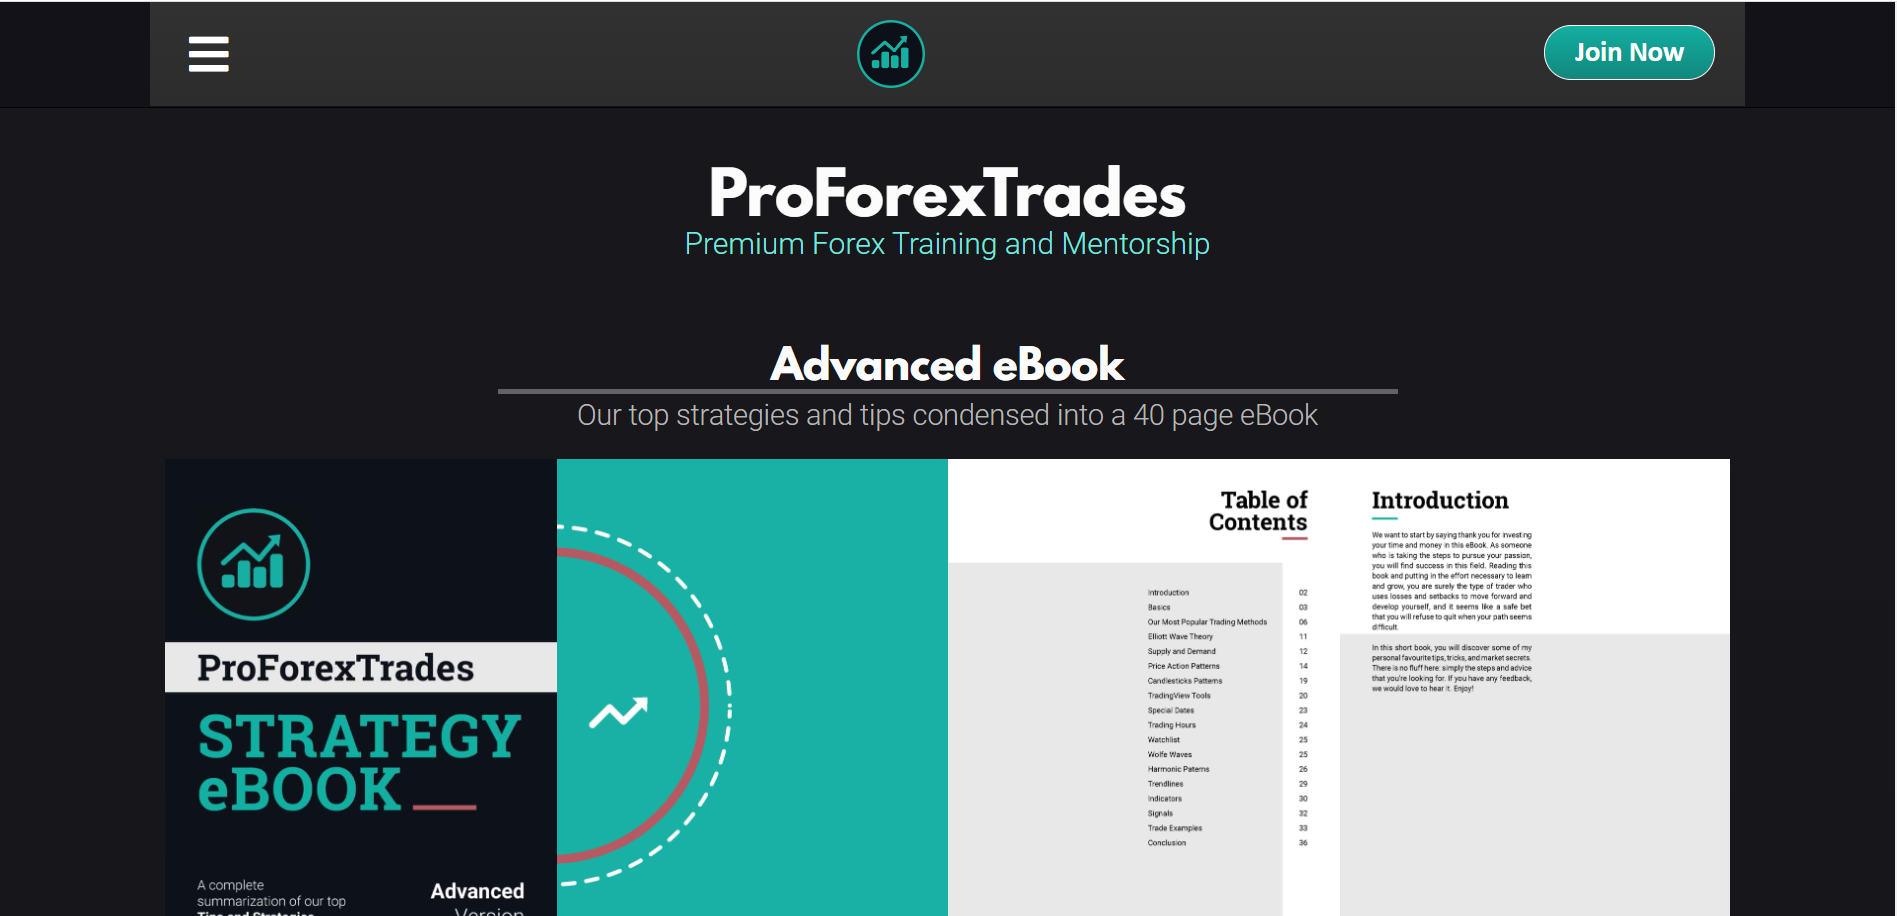 Join Now
ProForexTrades
Premium Forex Training and Mentorship
Advanced eBook
Our top strategies and tips condensed into a 40 page eBook
ProForexTrades
STRATEGY
eBOOK
A complete
summarization of our top
Tips and Strategies
Advanced
Version
Table of
Contents
Introduction 02
Basics 03
Our Most Popular Trading Methods 06
Elliott Wave Theory 11
Supply and Demand 12
Price Action Patterns 14
Candlesticks Patterns 19
TradingView Tools 20
Special Dates 23
Trading Hours 24
Watchlist 25
Wolfe Waves 25
Harmonic Paterns 26
Trendlines 29
Indicators 30
Signals 32
Trade Examples 33
Conclusion 36
Introduction
We want to start by saying thank you for investing
your time and money in this eBook. As someone
who is taking the steps to pursue your passion,
you will find success in this field. Reading this
book and putting in the effort necessary to learn
and grow, you are surely the type of trader who
uses losses and setbacks to move forward and
develop yourself, and it seems like a safe bet
that you will refuse to quit when your path seems
difficult.
In this short book, you will discover some of my
personal favourite tips, tricks, and market secrets.
There is no fluff here: simply the steps and advice
that you're looking for. If you have any feedback,
we would love to hear it. Enjoy!